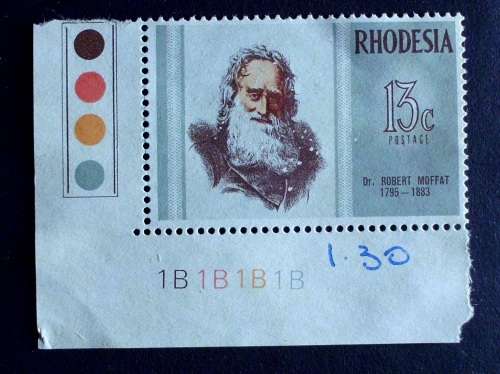 RHODESIA
13c
POSTAGE
Dr. ROBERT MOFFAT
1795-1883
1.30
1B 1B 1B 1B